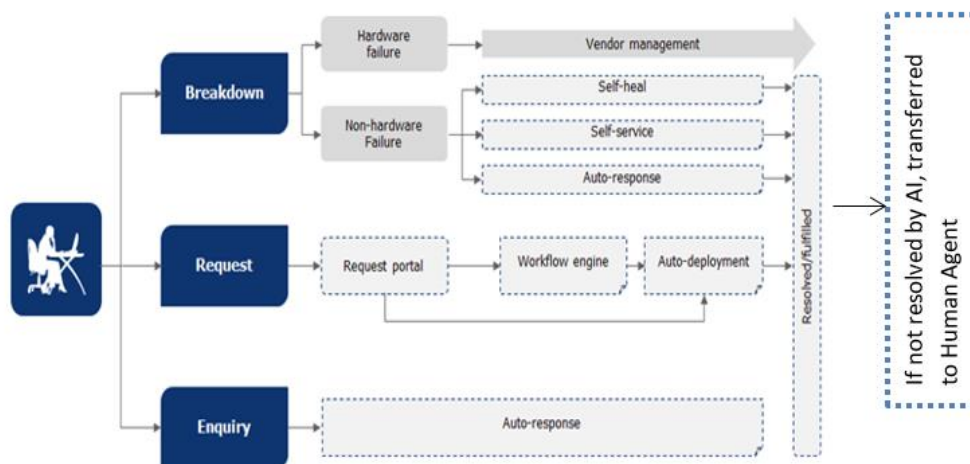 Hardware
failure
Vendor management
Breakdown
Self-heal
Non-hardware
Failure
Self-service
Auto-response
Request
Request portal
Workflow engine
Auto-deployment
Enquiry
Auto-response
Resolved/fulfilled
If not resolved by AI, transferred
to Human Agent